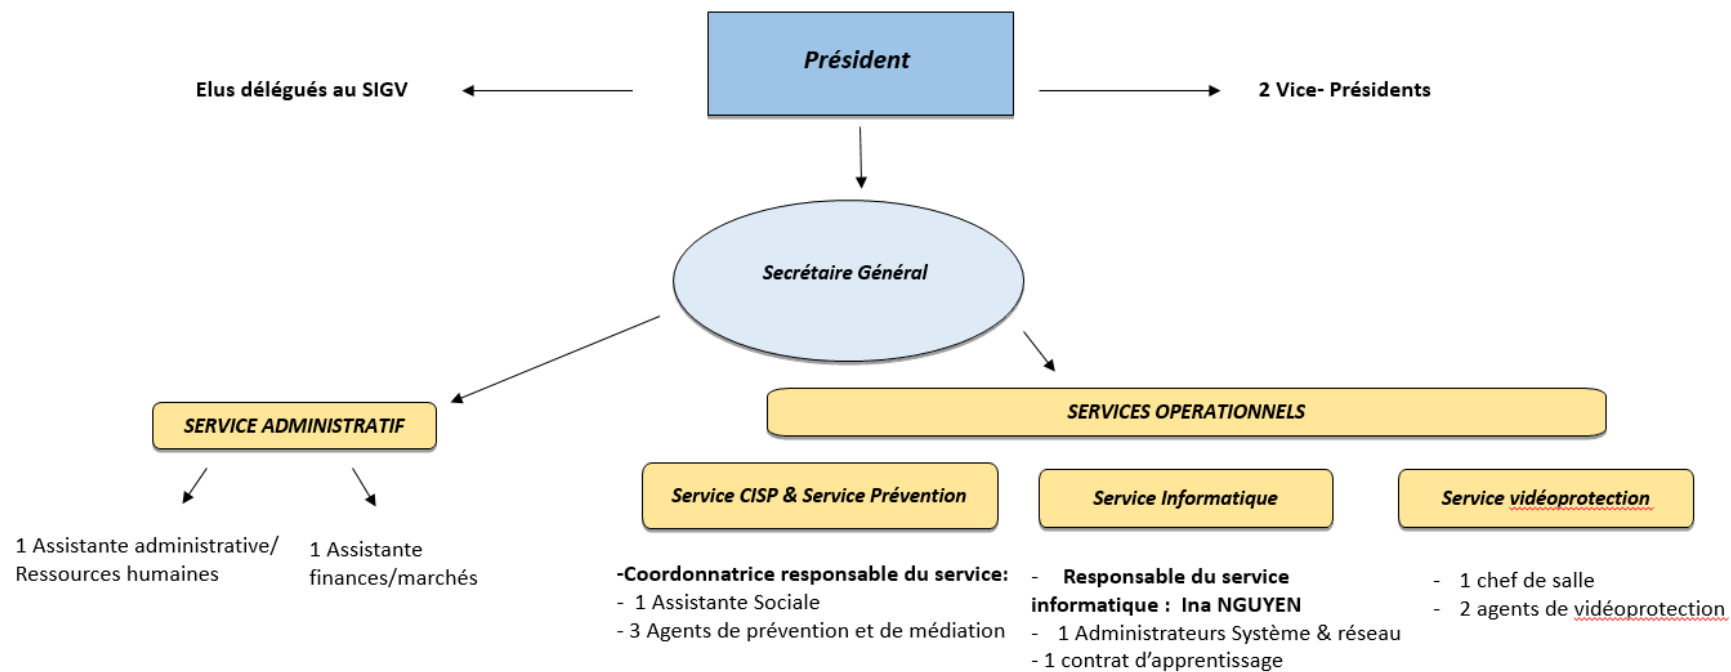 Président
Elus délégués au SIGV
2 Vice- Présidents
Secrétaire Général
SERVICE ADMINISTRATIF
SERVICES OPERATIONNELS
Service CISP & Service Prévention
Service Informatique
Service vidéoprotection
1 Assistante administrative/
Ressources humaines
1 Assistante
finances/marchés
-Coordonnatrice responsable du service:
- 1 Assistante Sociale
- 3 Agents de prévention et de médiation
- Responsable du service
informatique : Ina NGUYEN
- 1 Administrateurs Système & réseau
- 1 contrat d’apprentissage
- 1 chef de salle
- 2 agents de vidéoprotection